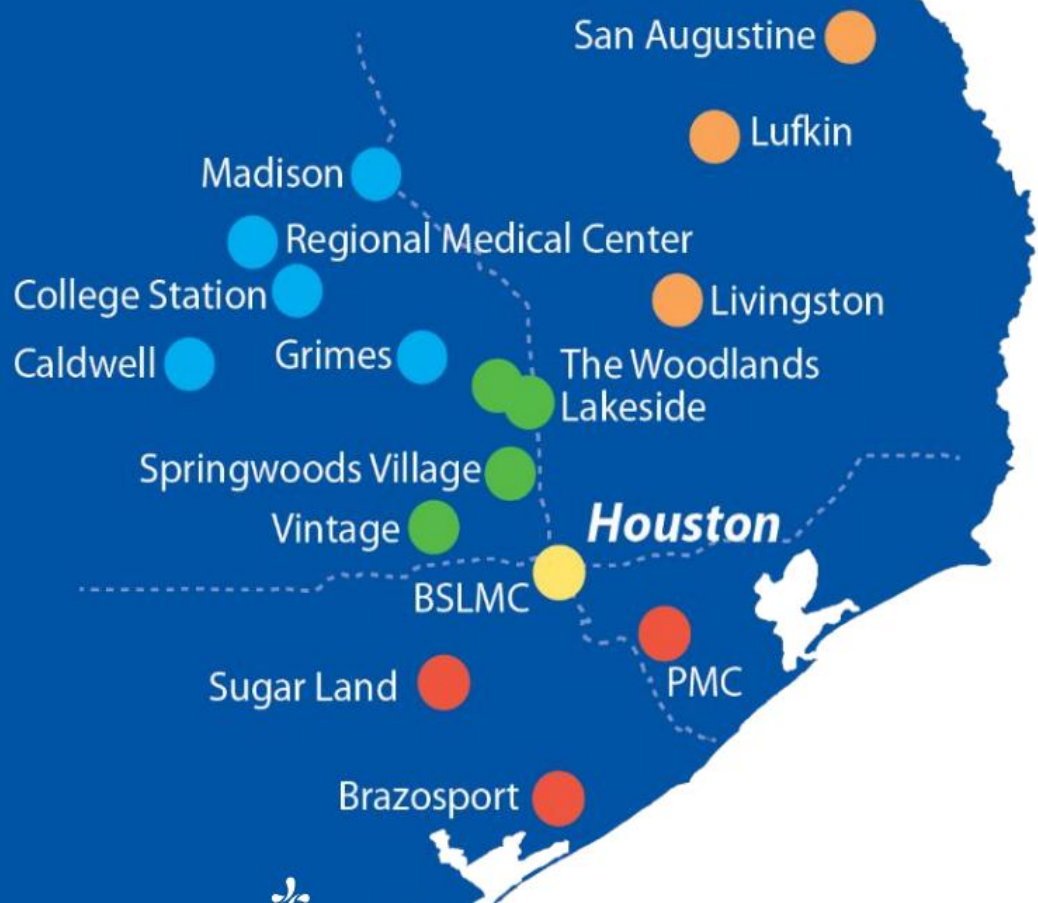 San Augustine
Lufkin
Madison
Regional Medical Center
College Station
Livingston
Caldwell
Grimes
The Woodlands
Lakeside
Springwoods Village
Houston
Vintage
BSLMC
PMC
Sugar Land
Brazosport